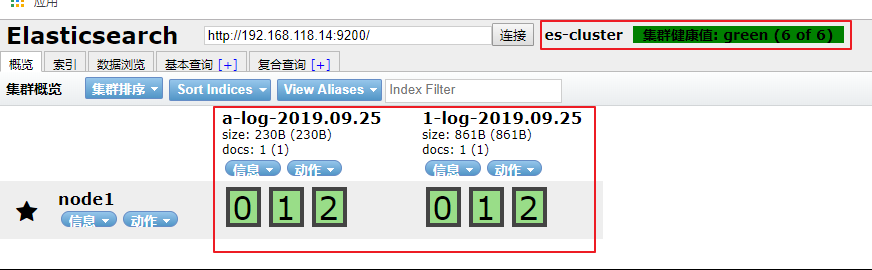 应用
Elasticsearch http://192.168.118.14:9200/ 连接 es-cluster 集群健康值: green (6 of 6)
概览 索引 数据浏览 基本查询 [+] 复合查询 [+]
集群概览 集群排序 Sort Indices View Aliases Index Filter
a-log-2019.09.25 1-log-2019.09.25
size: 230B (230B) size: 861B (861B)
docs: 1 (1) docs: 1 (1)
信息 动作 信息 动作
node1 0 1 2 0 1 2
信息 动作